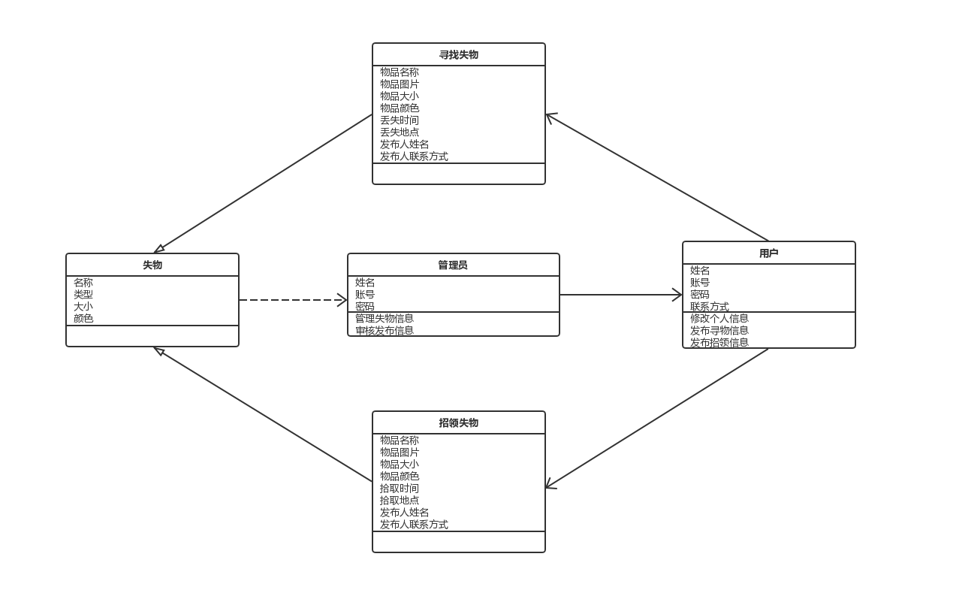 寻找失物
物品名称
物品图片
物品大小
物品颜色
丢失时间
丢失地点
发布人姓名
发布人联系方式
失物
名称
类型
大小
颜色
管理员
姓名
账号
密码
管理失物信息
审核发布信息
用户
姓名
账号
密码
联系方式
修改个人信息
发布寻物信息
发布招领信息
招领失物
物品名称
物品图片
物品大小
物品颜色
拾取时间
拾取地点
发布人姓名
发布人联系方式